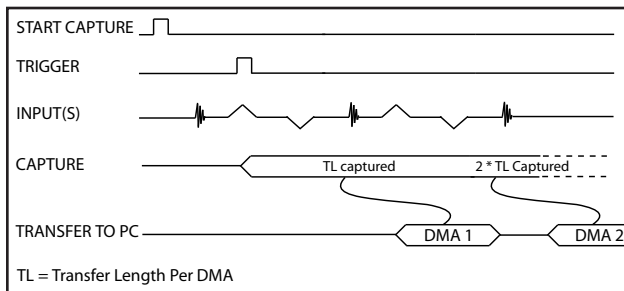 START CAPTURE
TRIGGER
INPUT(S)
CAPTURE
TL captured
2 * TL Captured
TRANSFER TO PC
DMA 1
DMA 2
TL = Transfer Length Per DMA